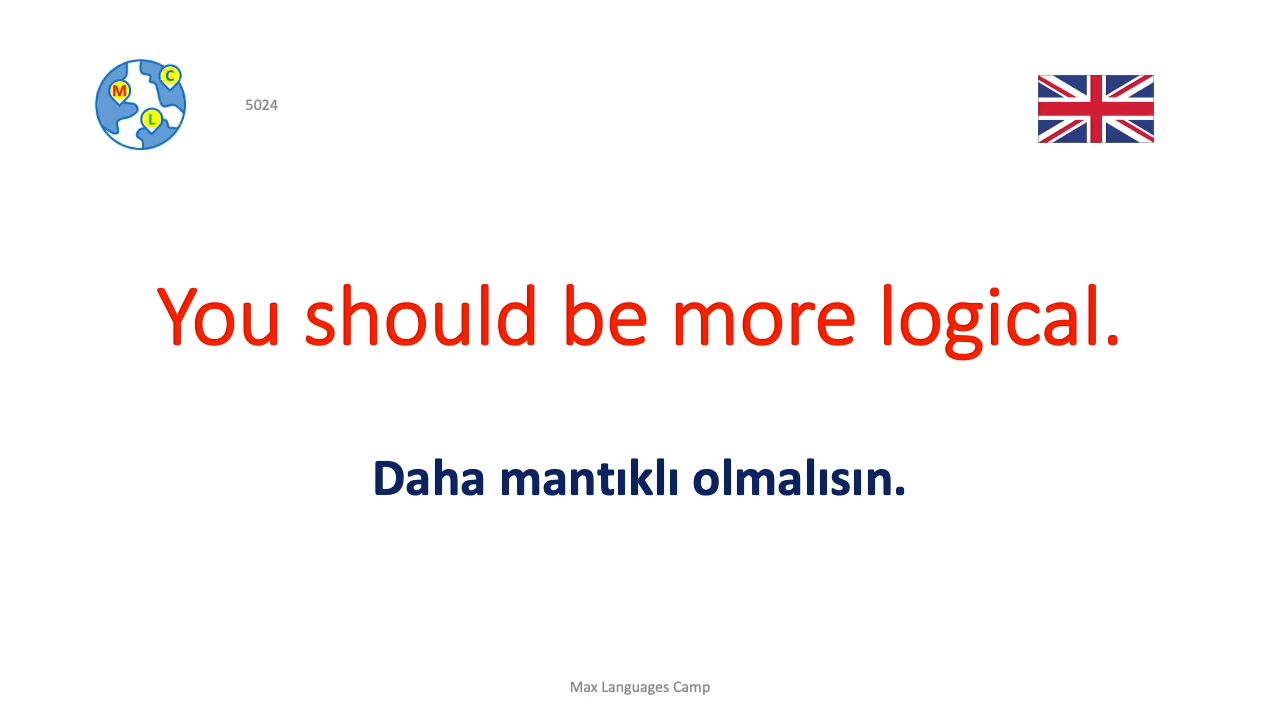 C
M
L
5024
You should be more logical.
Daha mantıklı olmalısın.
Max Languages Camp